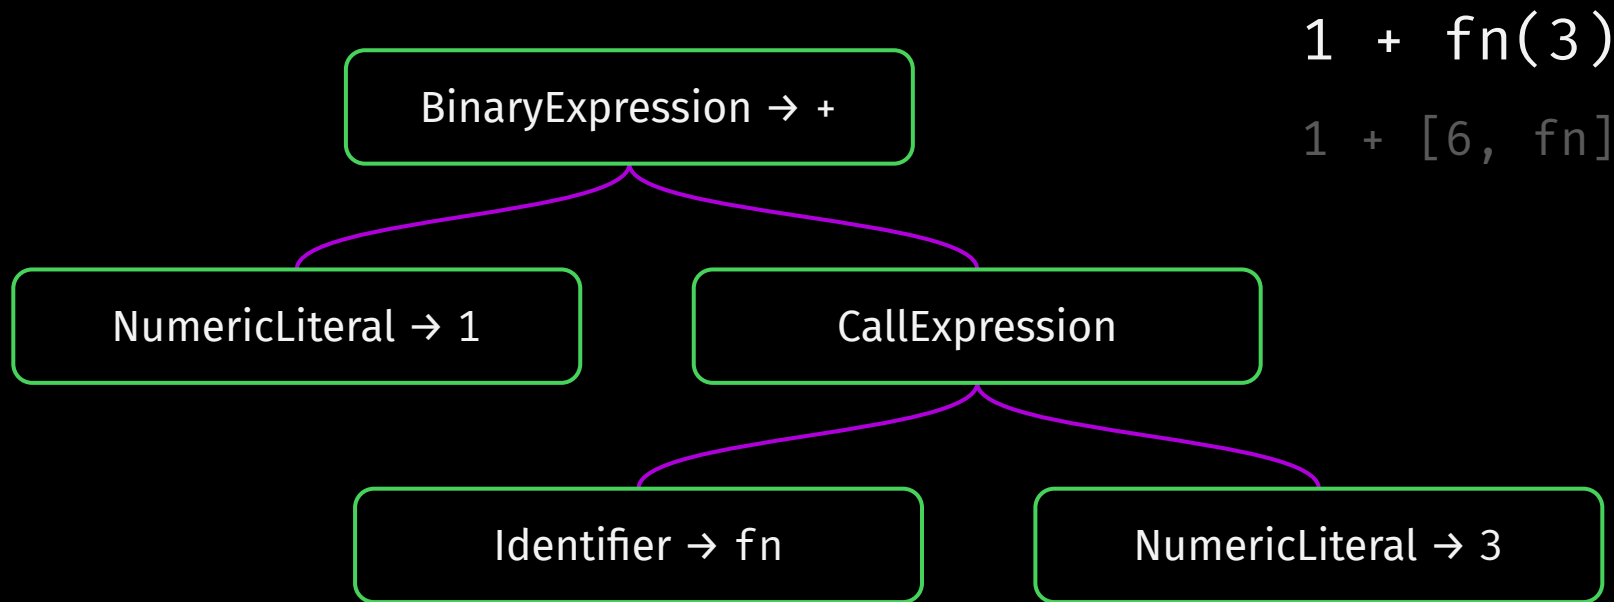 1 + fn(3)
BinaryExpression → +
1 + [6, fn]
NumericLiteral → 1
CallExpression
Identifier → fn
NumericLiteral → 3